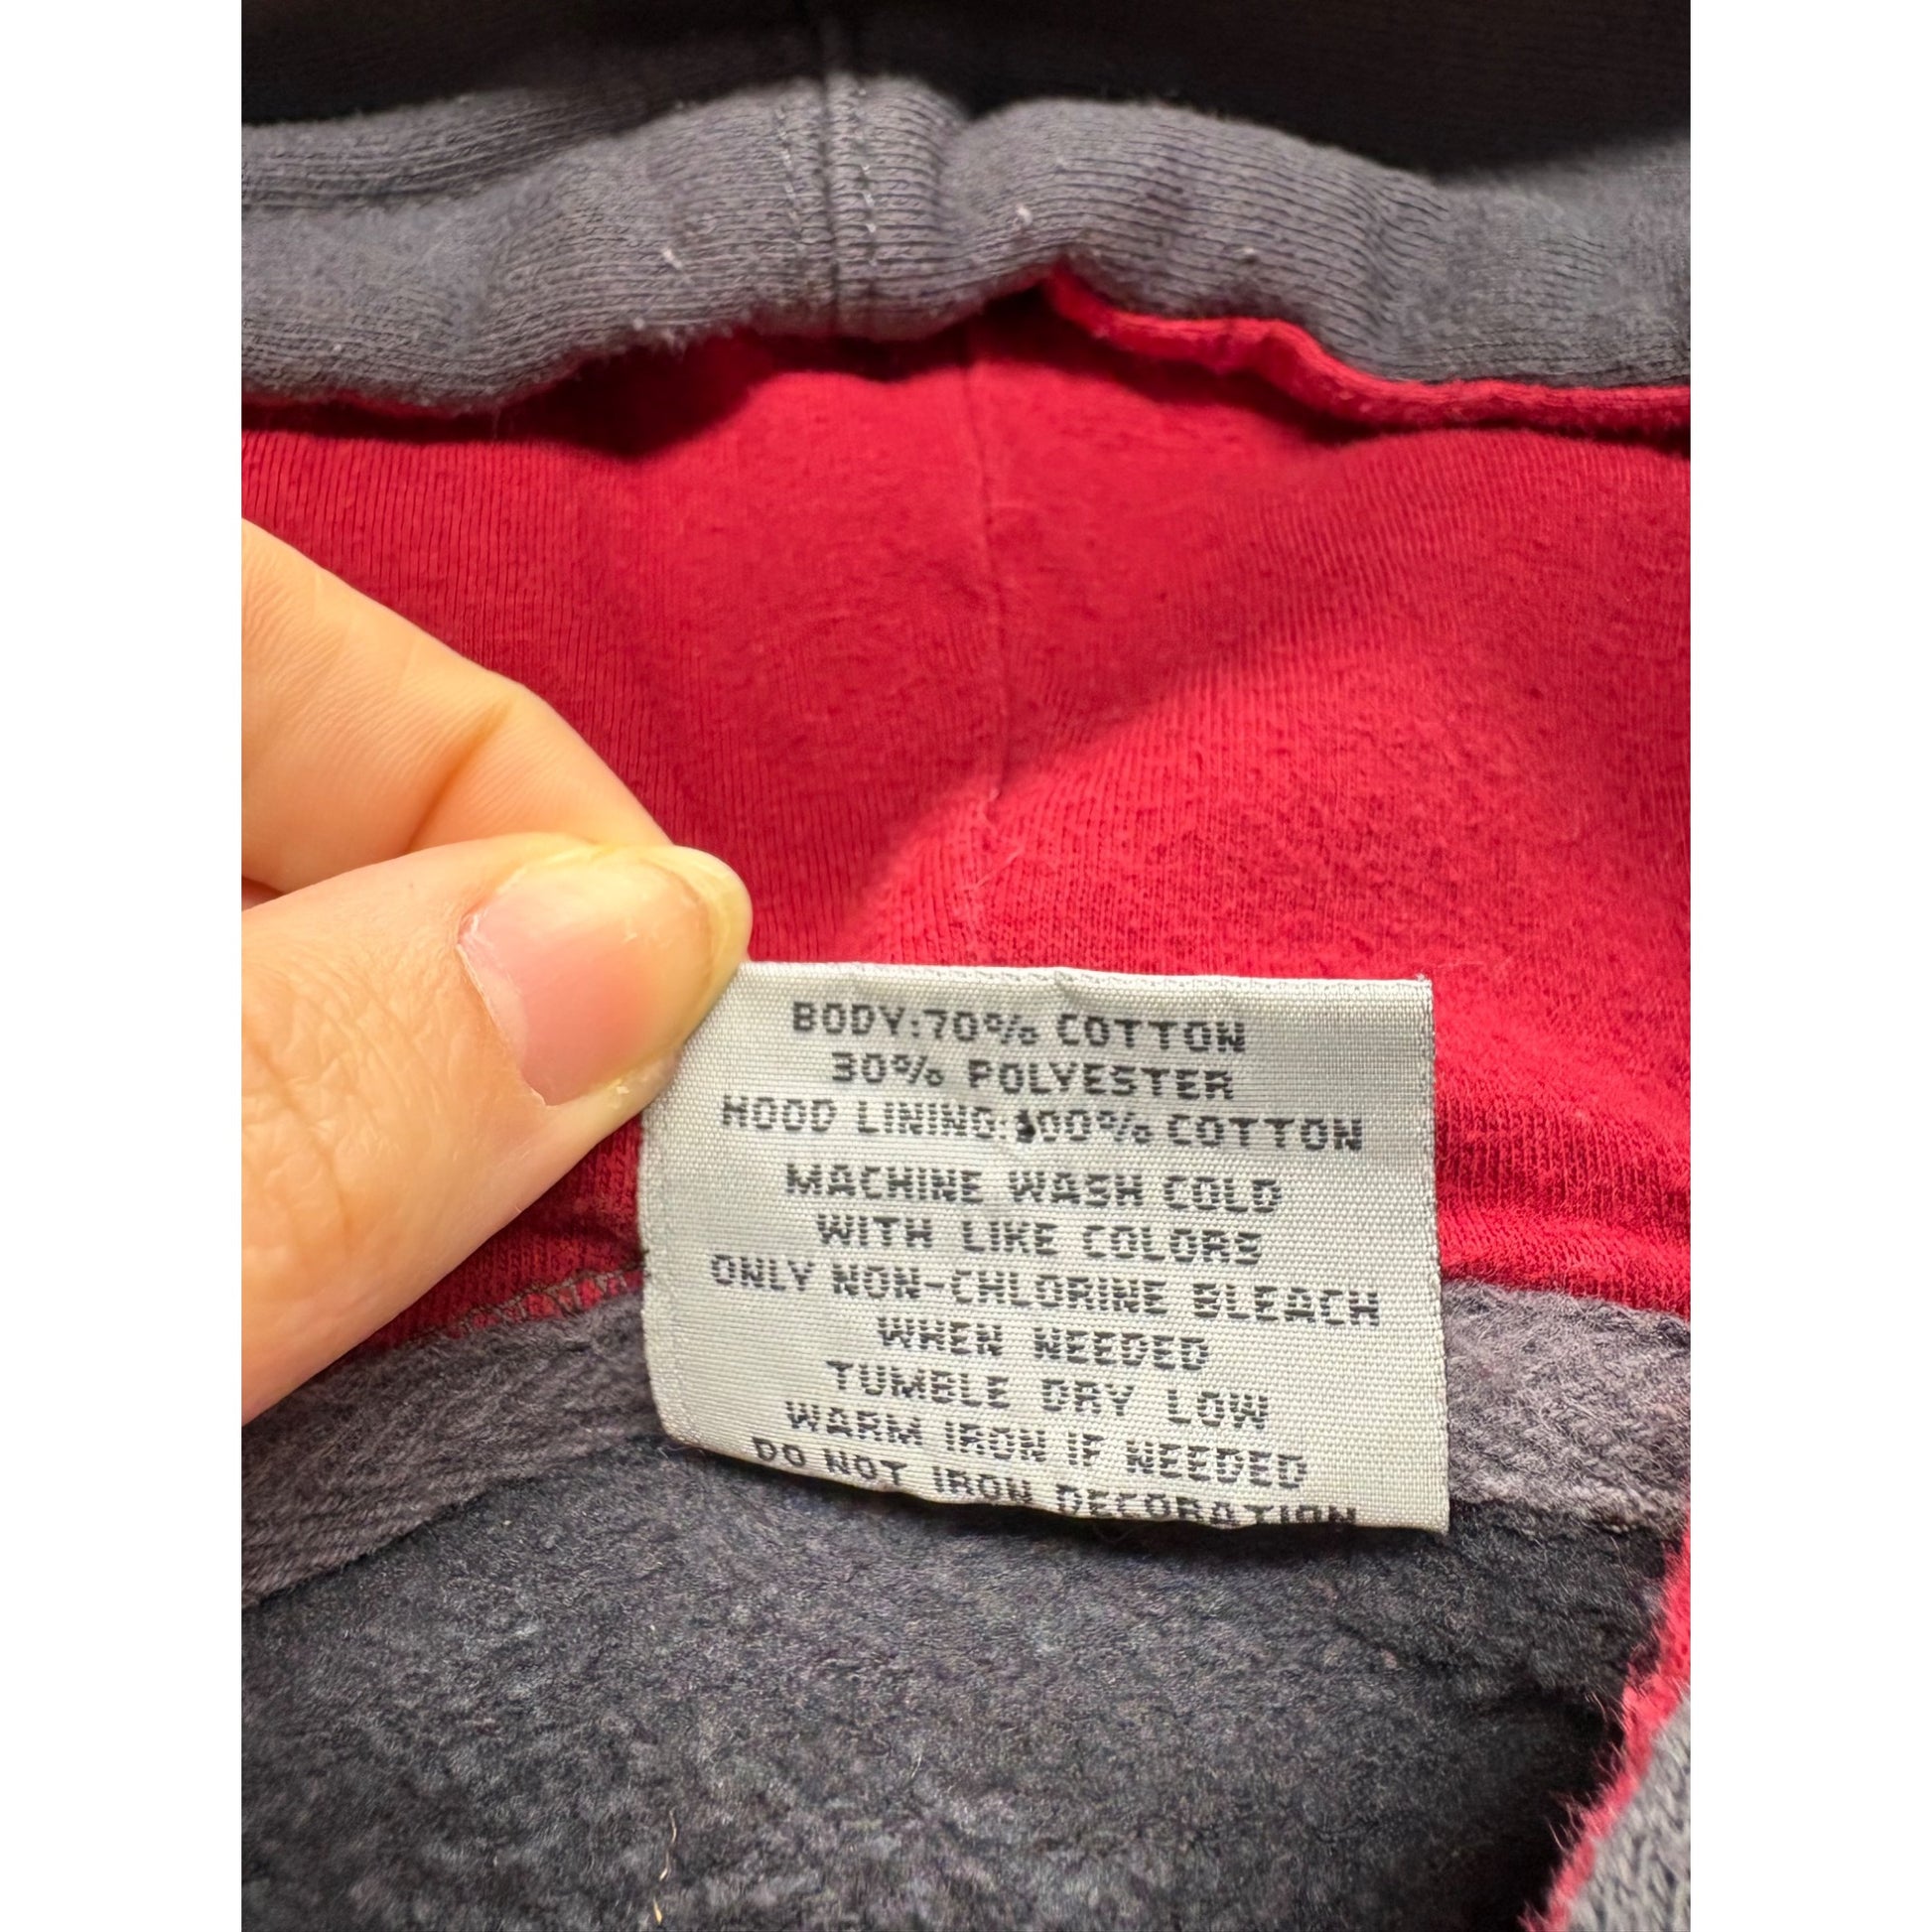 BODY:70% COTTON
30% POLYESTER
HOOD LINING:100% COTTON
MACHINE WASH COLD
WITH LIKE COLORS
ONLY NON-CHLORINE BLEACH
WHEN NEEDED
TUMBLE DRY LOW
WARM IRON IF NEEDED
DO NOT IRON DECORATION